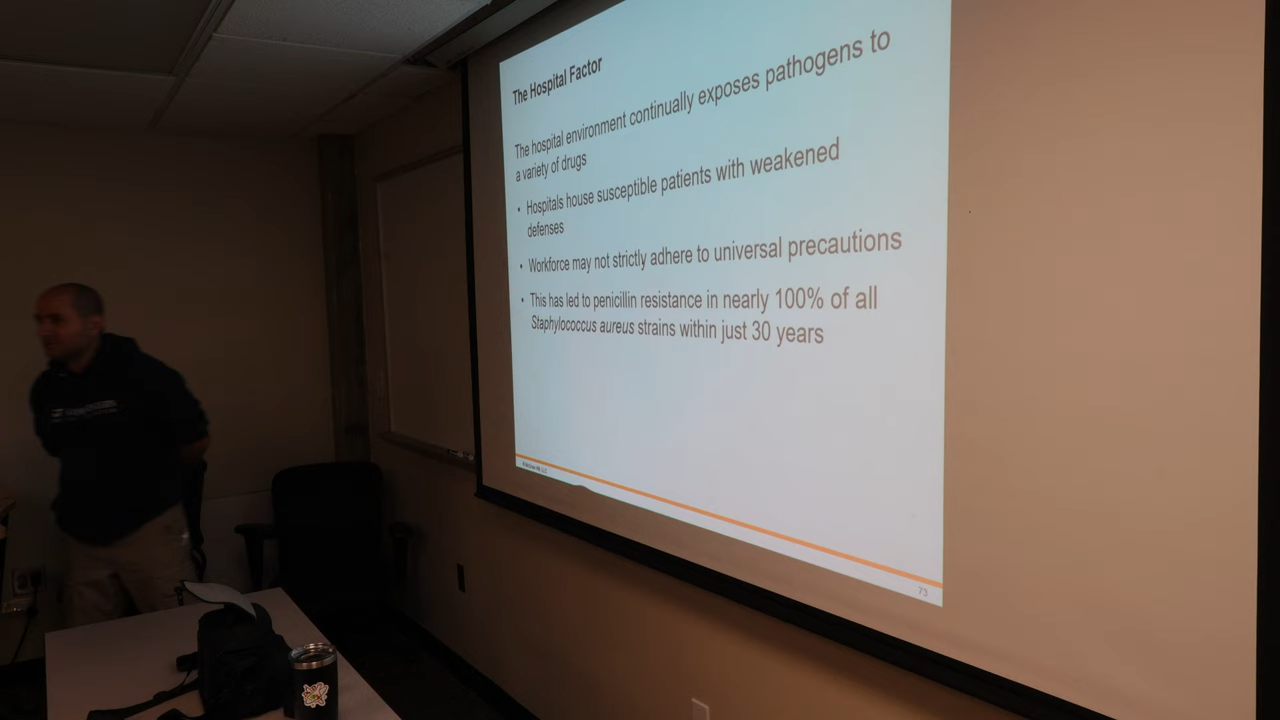 The Hospital Factor
The hospital environment continually exposes pathogens to
a variety of drugs
• Hospitals house susceptible patients with weakened
defenses
• Workforce may not strictly adhere to universal precautions
• This has led to penicillin resistance in nearly 100% of all
Staphylococcus aureus strains within just 30 years
73